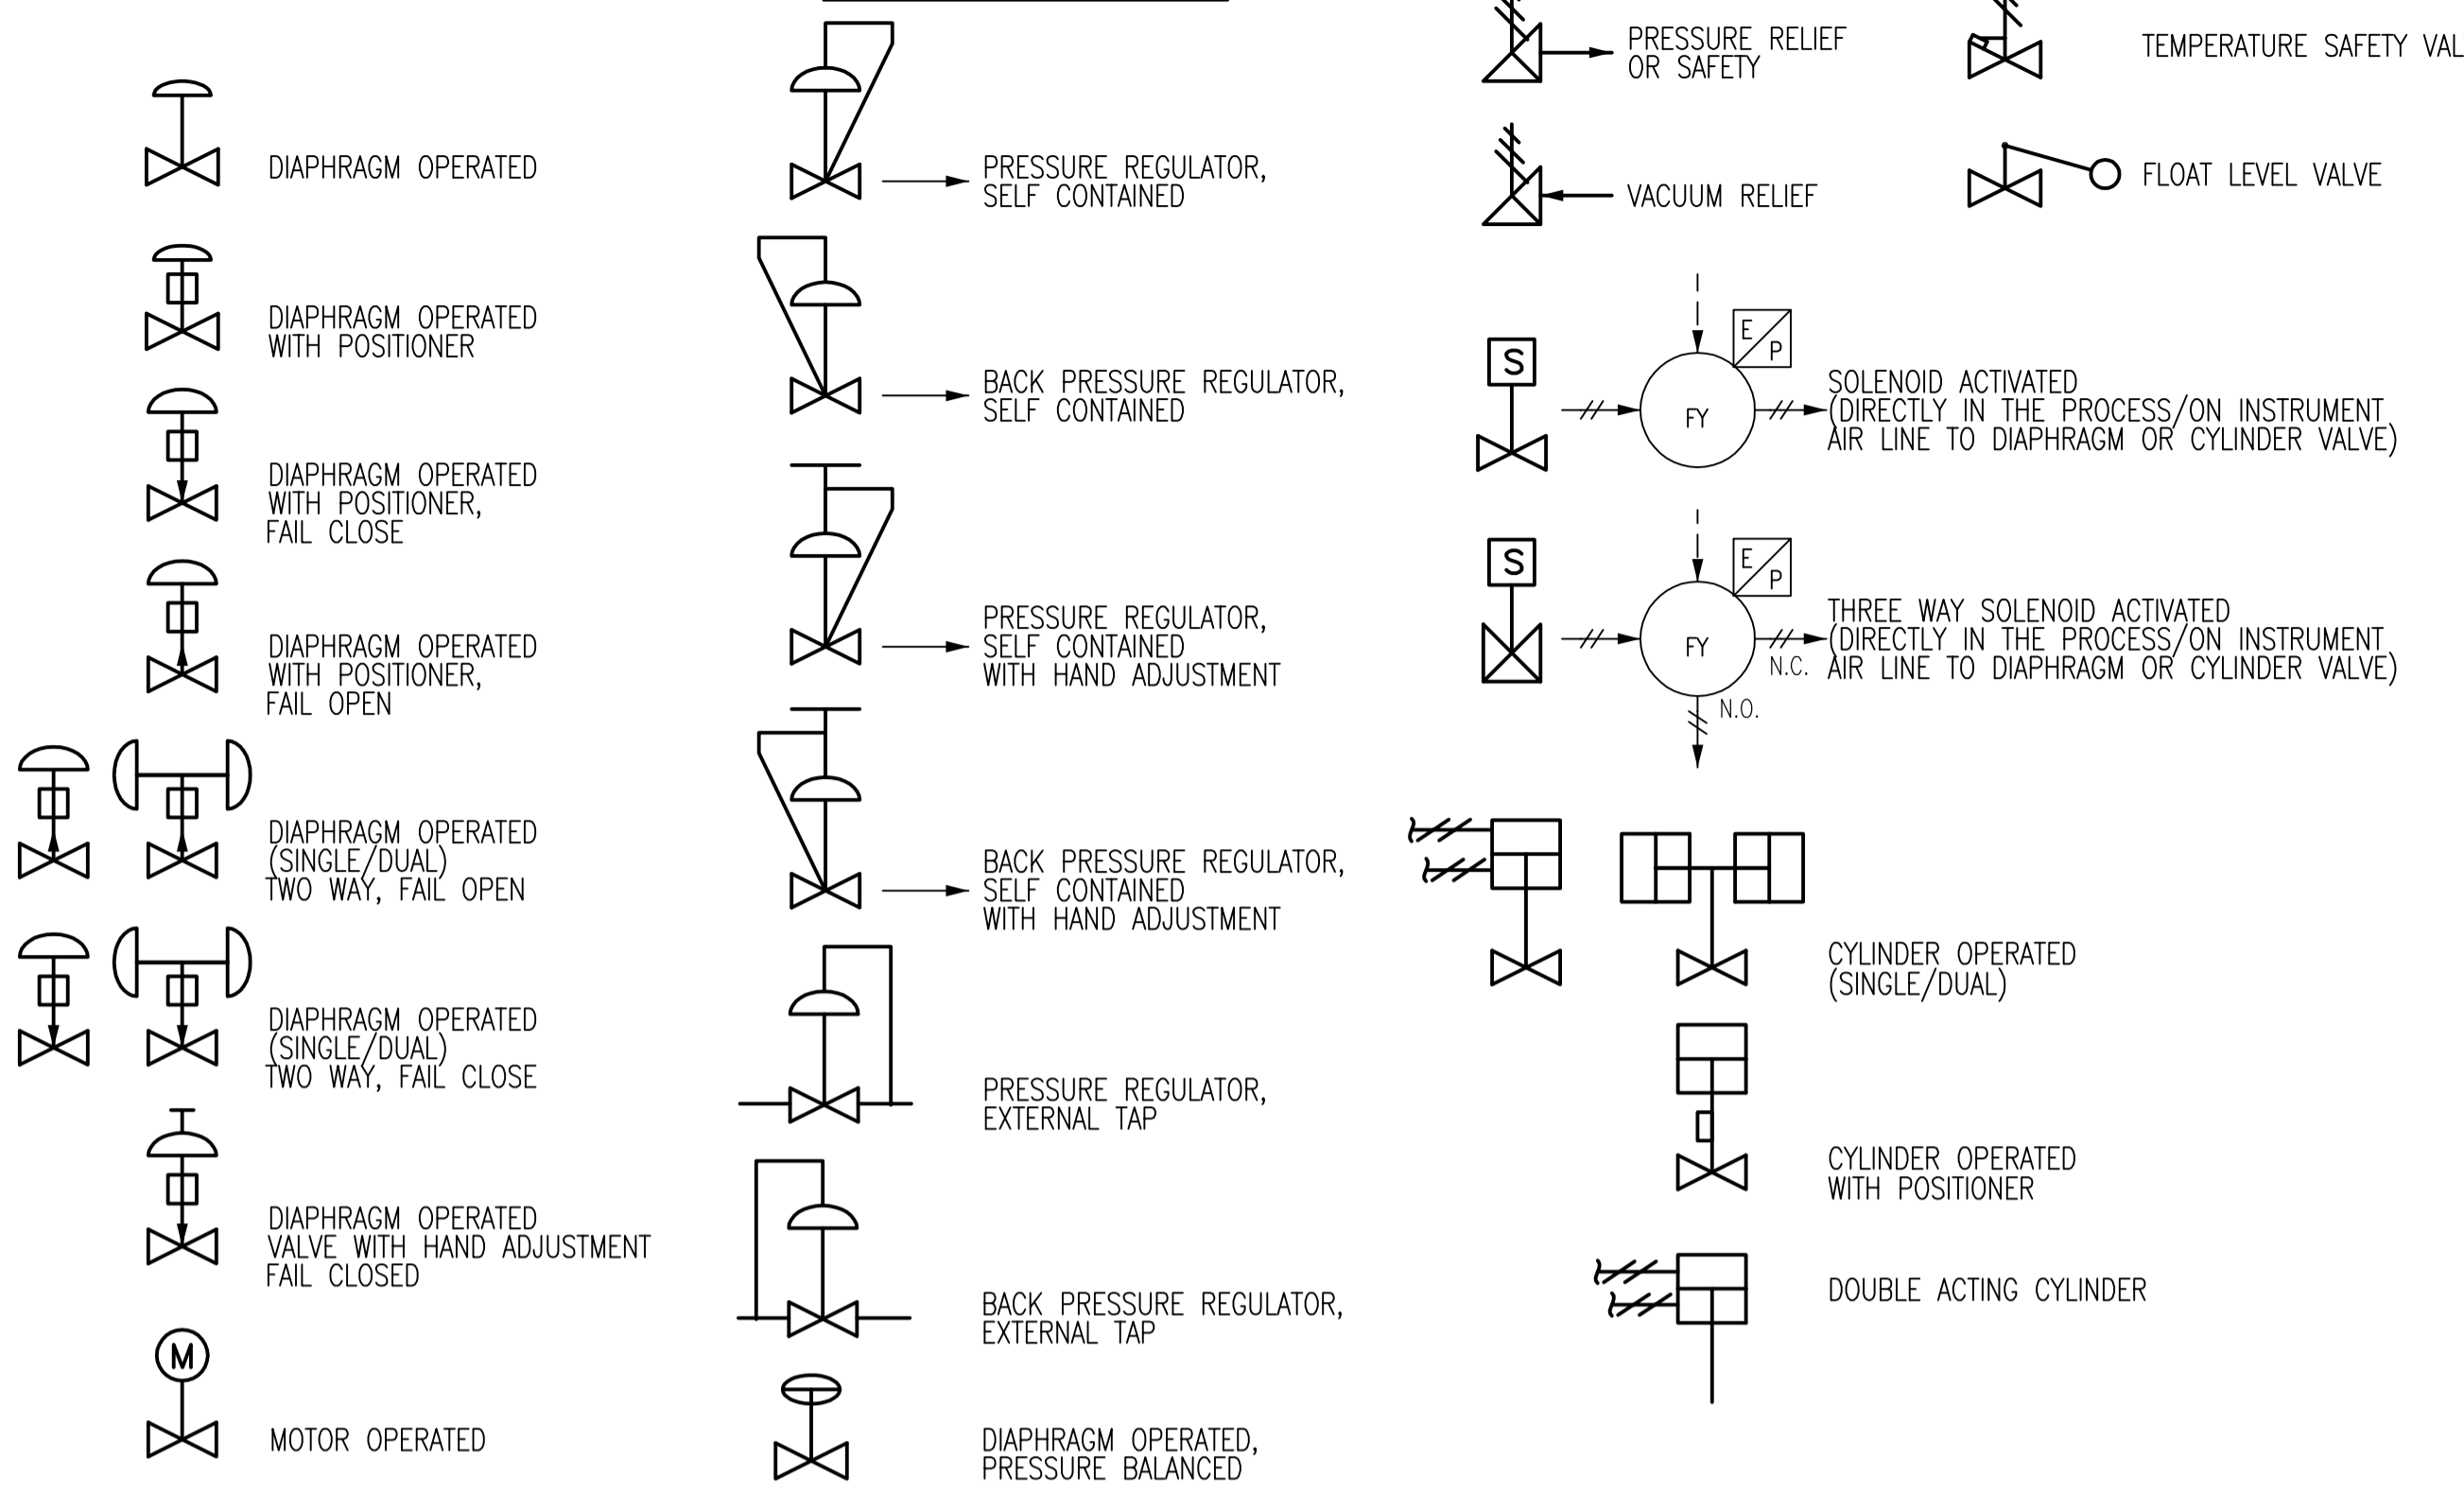 DIAPHRAGM OPERATED
DIAPHRAGM OPERATED
WITH POSITIONER
DIAPHRAGM OPERATED
WITH POSITIONER,
FAIL CLOSE
DIAPHRAGM OPERATED
WITH POSITIONER,
FAIL OPEN
DIAPHRAGM OPERATED
(SINGLE/DUAL)
TWO WAY, FAIL OPEN
DIAPHRAGM OPERATED
(SINGLE/DUAL)
TWO WAY, FAIL CLOSE
DIAPHRAGM OPERATED
VALVE WITH HAND ADJUSTMENT
FAIL CLOSED
M
MOTOR OPERATED
PRESSURE REGULATOR,
SELF CONTAINED
BACK PRESSURE REGULATOR,
SELF CONTAINED
PRESSURE REGULATOR,
SELF CONTAINED
WITH HAND ADJUSTMENT
BACK PRESSURE REGULATOR,
SELF CONTAINED
WITH HAND ADJUSTMENT
PRESSURE REGULATOR,
EXTERNAL TAP
BACK PRESSURE REGULATOR,
EXTERNAL TAP
DIAPHRAGM OPERATED,
PRESSURE BALANCED
PRESSURE RELIEF
OR SAFETY
VACUUM RELIEF
TEMPERATURE SAFETY VAL
FLOAT LEVEL VALVE
S
E
P
FY
SOLENOID ACTIVATED
(DIRECTLY IN THE PROCESS/ON INSTRUMENT
AIR LINE TO DIAPHRAGM OR CYLINDER VALVE)
S
E
P
FY
N.C.
N.O.
THREE WAY SOLENOID ACTIVATED
(DIRECTLY IN THE PROCESS/ON INSTRUMENT
AIR LINE TO DIAPHRAGM OR CYLINDER VALVE)
CYLINDER OPERATED
(SINGLE/DUAL)
CYLINDER OPERATED
WITH POSITIONER
DOUBLE ACTING CYLINDER